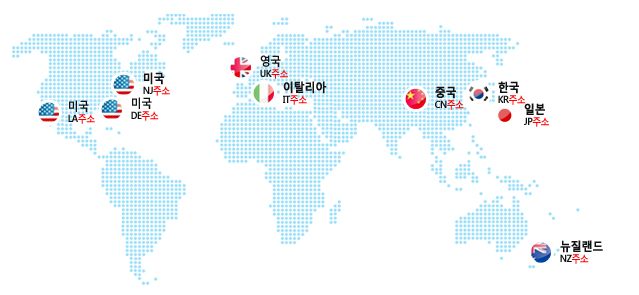 영국
UK주소
미국
NJ주소
이탈리아
IT주소
중국
CN주소
한국
KR주소
미국
LA주소
미국
DE주소
일본
JP주소
뉴질랜드
NZ주소